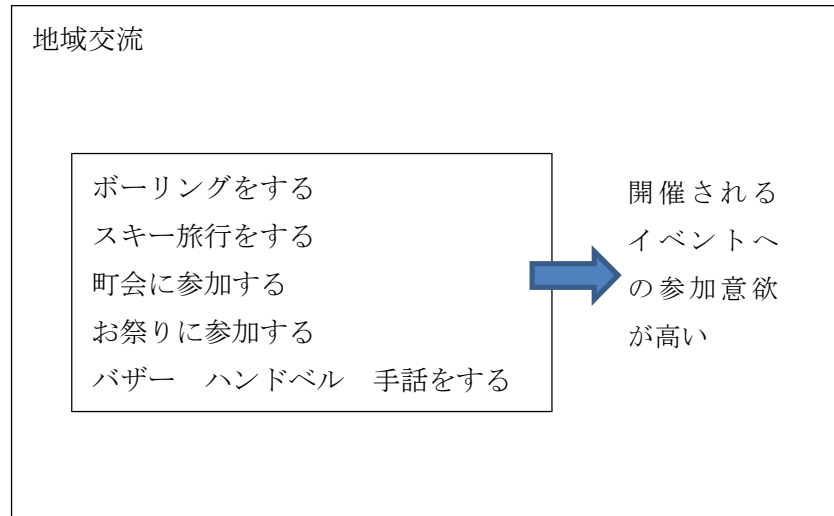 地域交流
ボーリングをする
スキー旅行をする
町会に参加する
お祭りに参加する
バザー　ハンドベル　手話をする
開催される
イベントへ
の参加意欲
が高い